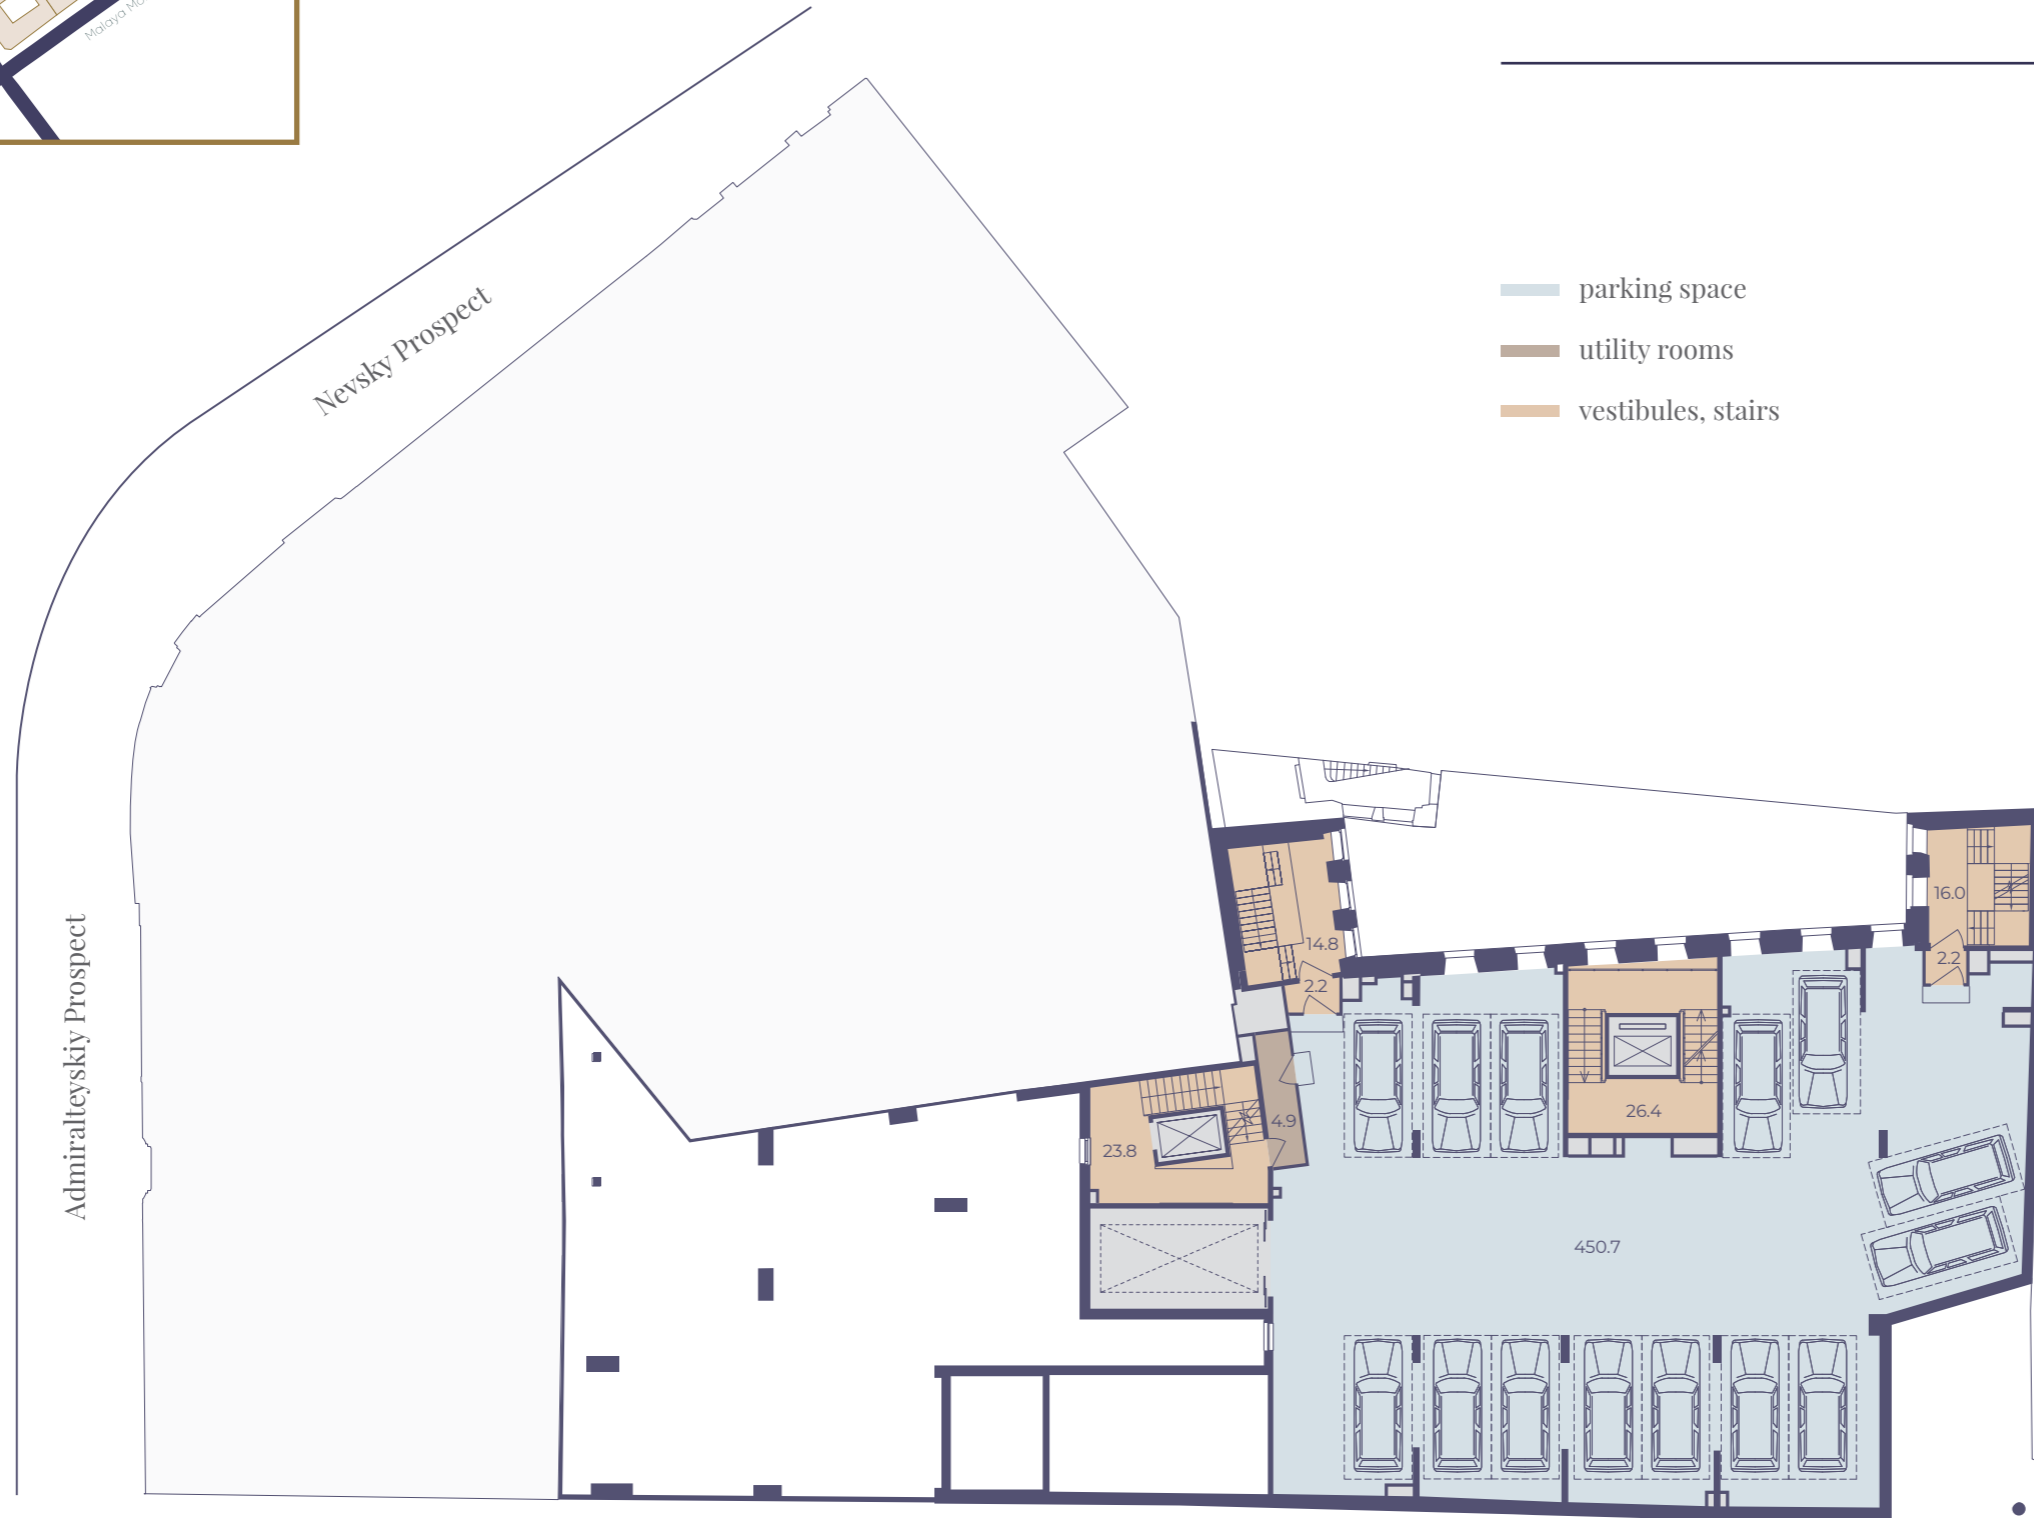 Malaya
Nevsky Prospect
parking space
utility rooms
vestibules, stairs
Admiralteyskiy Prospect
16.0
14.8
2.2
2.2
26.4
4.9
23.8
450.7